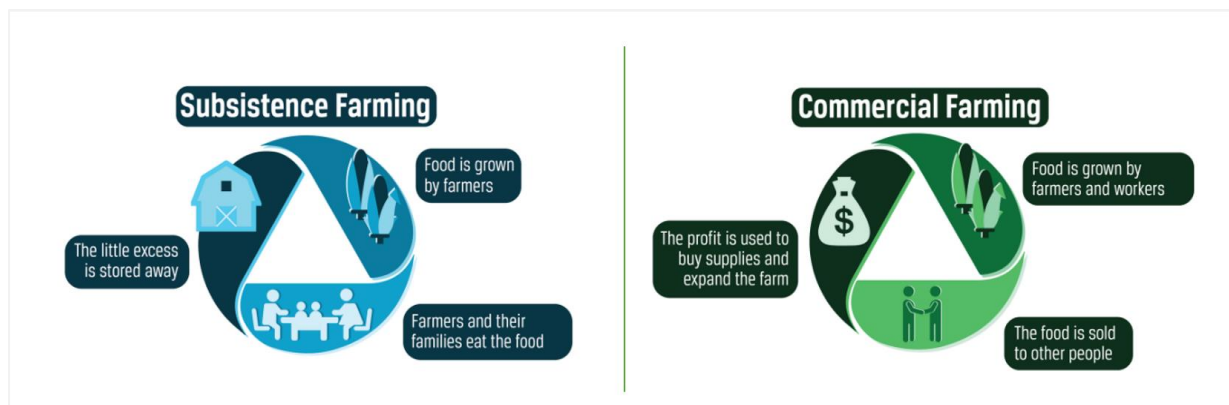 Subsistence Farming
Food is grown
by farmers
The little excess
is stored away
Farmers and their
families eat the food
Commercial Farming
Food is grown by
farmers and workers
$
The profit is used to
buy supplies and
expand the farm
The food is sold
to other people